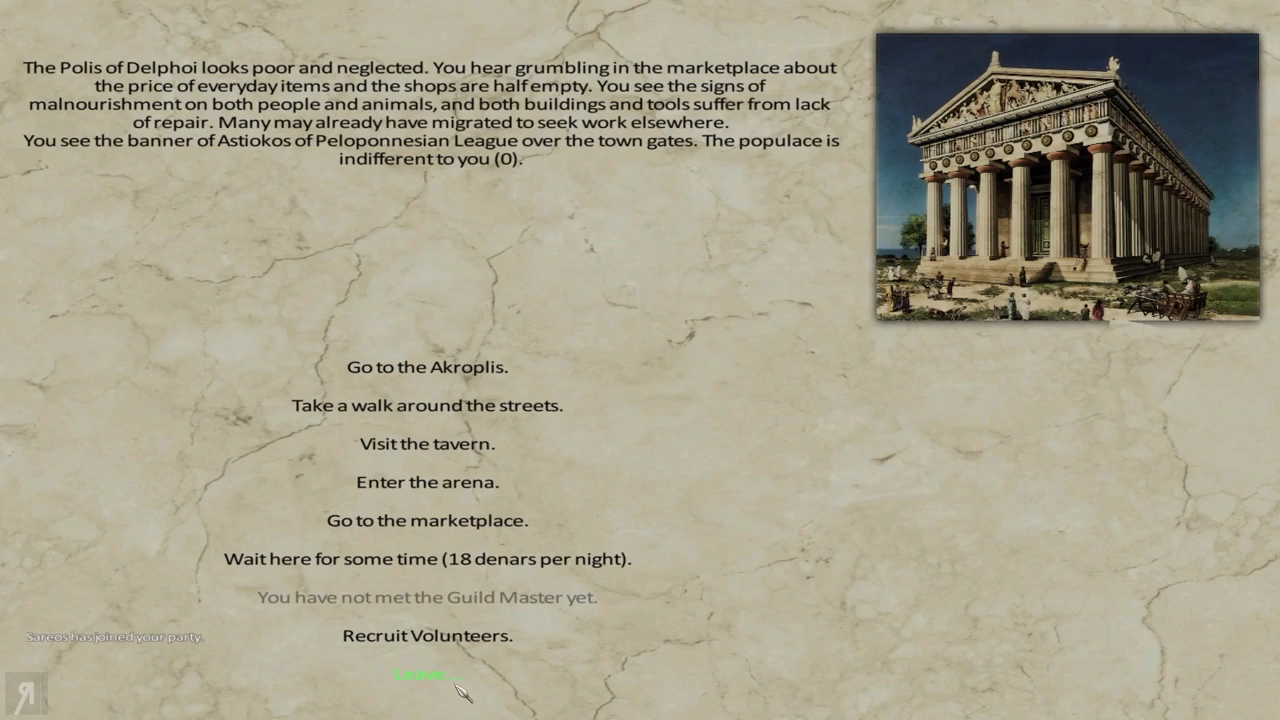 The Polis of Delphoi looks poor and neglected. You hear grumbling in the marketplace about
the price of everyday items and the shops are half empty. You see the signs of
malnourishment on both people and animals, and both buildings and tools suffer from lack
of repair. Many may already have migrated to seek work elsewhere.
You see the banner of Astiokos of Peloponnesian League over the town gates. The populace is
indifferent to you (0).
Go to the Akroplis.
Take a walk around the streets.
Visit the tavern.
Enter the arena.
Go to the marketplace.
Wait here for some time (18 denars per night).
You have not met the Guild Master yet.
Sareos has joined your party.
Recruit Volunteers.
Leave...